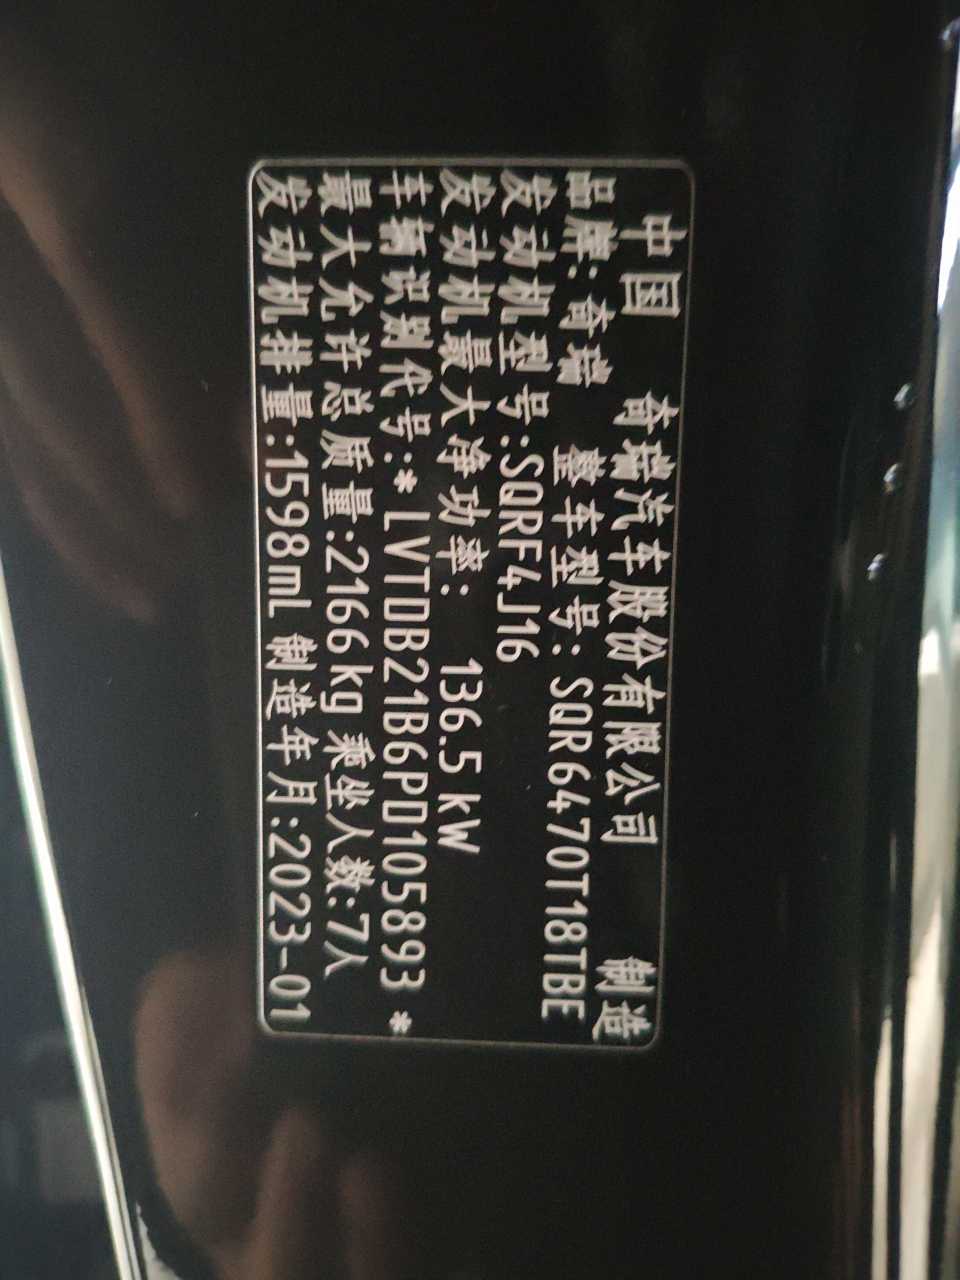 中国 奇瑞汽车股份有限公司 制造
品牌:奇瑞 整车型号:SQR6470T18TBE
发动机型号:SQRF4J16
发动机最大净功率: 136.5 kW
车辆识别代号:* LVTDB21B6PD105893 *
最大允许总质量:2166kg 乘坐人数:7人
发动机排量:1598mL 制造年月:2023-01